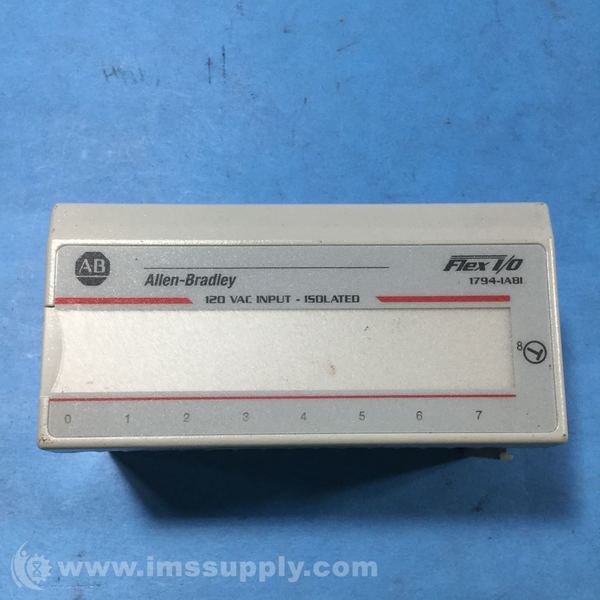 AB
Allen-Bradley
Flex I/O
1794-IA8I
120 VAC INPUT - ISOLATED
8
0 1 2 3 4 5 6 7
www.imssupply.com